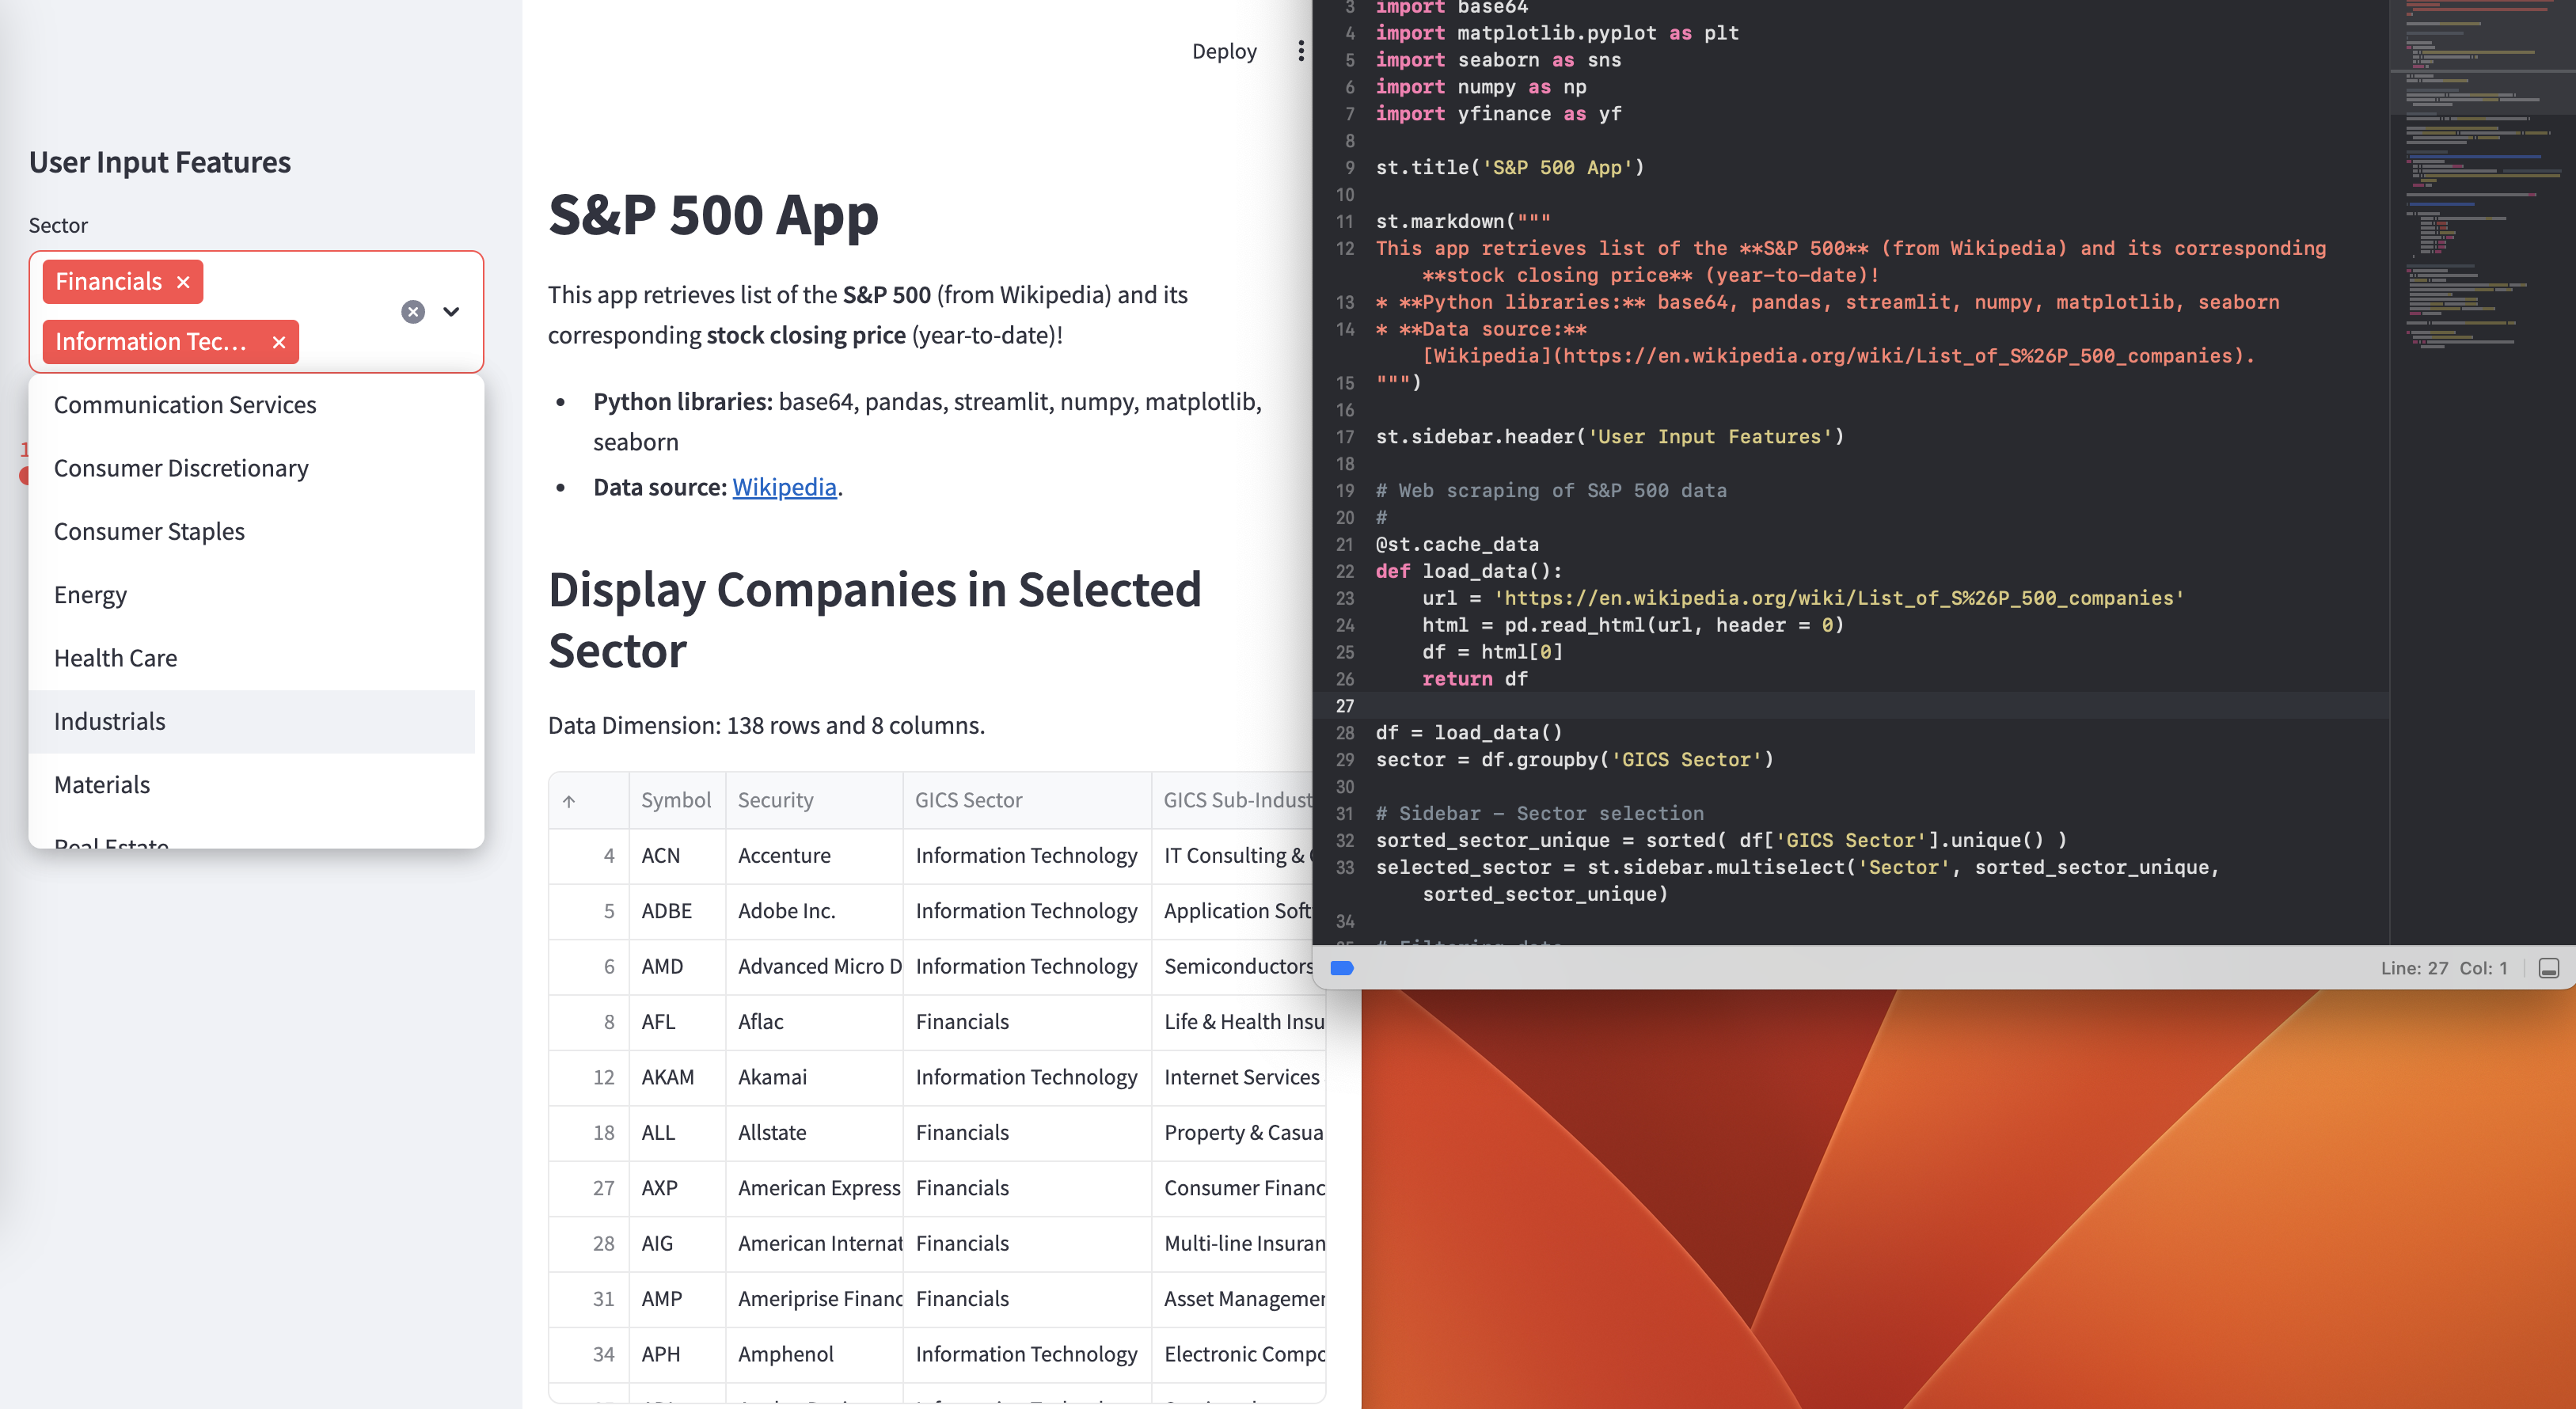 User Input Features
Sector
Financials
Information Tec...
Communication Services
Consumer Discretionary
Consumer Staples
Energy
Health Care
Industrials
Materials
Real Estate
1
Deploy
S&P 500 App
This app retrieves list of the S&P 500 (from Wikipedia) and its
corresponding stock closing price (year-to-date)!
• Python libraries: base64, pandas, streamlit, numpy, matplotlib,
seaborn
• Data source: Wikipedia.
Display Companies in Selected
Sector
Data Dimension: 138 rows and 8 columns.
Symbol Security GICS Sector GICS Sub-Indust
4 ACN Accenture Information Technology IT Consulting &
5 ADBE Adobe Inc. Information Technology Application Soft
6 AMD Advanced Micro D Information Technology Semiconductors
8 AFL Aflac Financials Life & Health Insu
12 AKAM Akamai Information Technology Internet Services
18 ALL Allstate Financials Property & Casua
27 AXP American Express Financials Consumer Financ
28 AIG American Internat Financials Multi-line Insuran
31 AMP Ameriprise Financ Financials Asset Managemen
34 APH Amphenol Information Technology Electronic Compo
3 import base64
4 import matplotlib.pyplot as plt
5 import seaborn as sns
6 import numpy as np
7 import yfinance as yf
8
9 st.title('S&P 500 App')
10
11 st.markdown("""
12 This app retrieves list of the **S&P 500** (from Wikipedia) and its corresponding
**stock closing price** (year-to-date)!
13 * **Python libraries:** base64, pandas, streamlit, numpy, matplotlib, seaborn
14 * **Data source:**
[Wikipedia](https://en.wikipedia.org/wiki/List_of_S%26P_500_companies).
15 """)
16
17 st.sidebar.header('User Input Features')
18
19 # Web scraping of S&P 500 data
20 #
21 @st.cache_data
22 def load_data():
23 url = 'https://en.wikipedia.org/wiki/List_of_S%26P_500_companies'
24 html = pd.read_html(url, header = 0)
25 df = html[0]
26 return df
27
28 df = load_data()
29 sector = df.groupby('GICS Sector')
30
31 # Sidebar - Sector selection
32 sorted_sector_unique = sorted( df['GICS Sector'].unique() )
33 selected_sector = st.sidebar.multiselect('Sector', sorted_sector_unique,
sorted_sector_unique)
34
35 # Filtering data
Line: 27 Col: 1